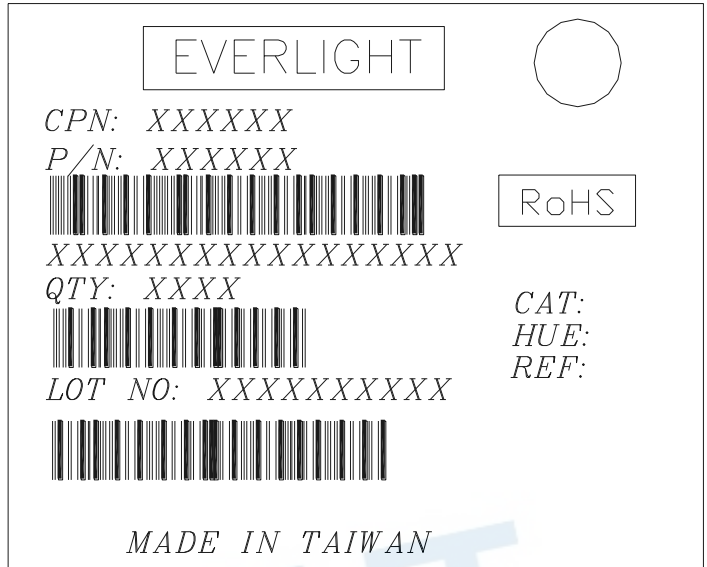 EVERLIGHT
CPN: XXXXXX
P/N: XXXXXX
RoHS
XXXXXXXXXXXXXXXXX
QTY: XXXX
CAT:
HUE:
REF:
LOT NO: XXXXXXXXXX
MADE IN TAIWAN